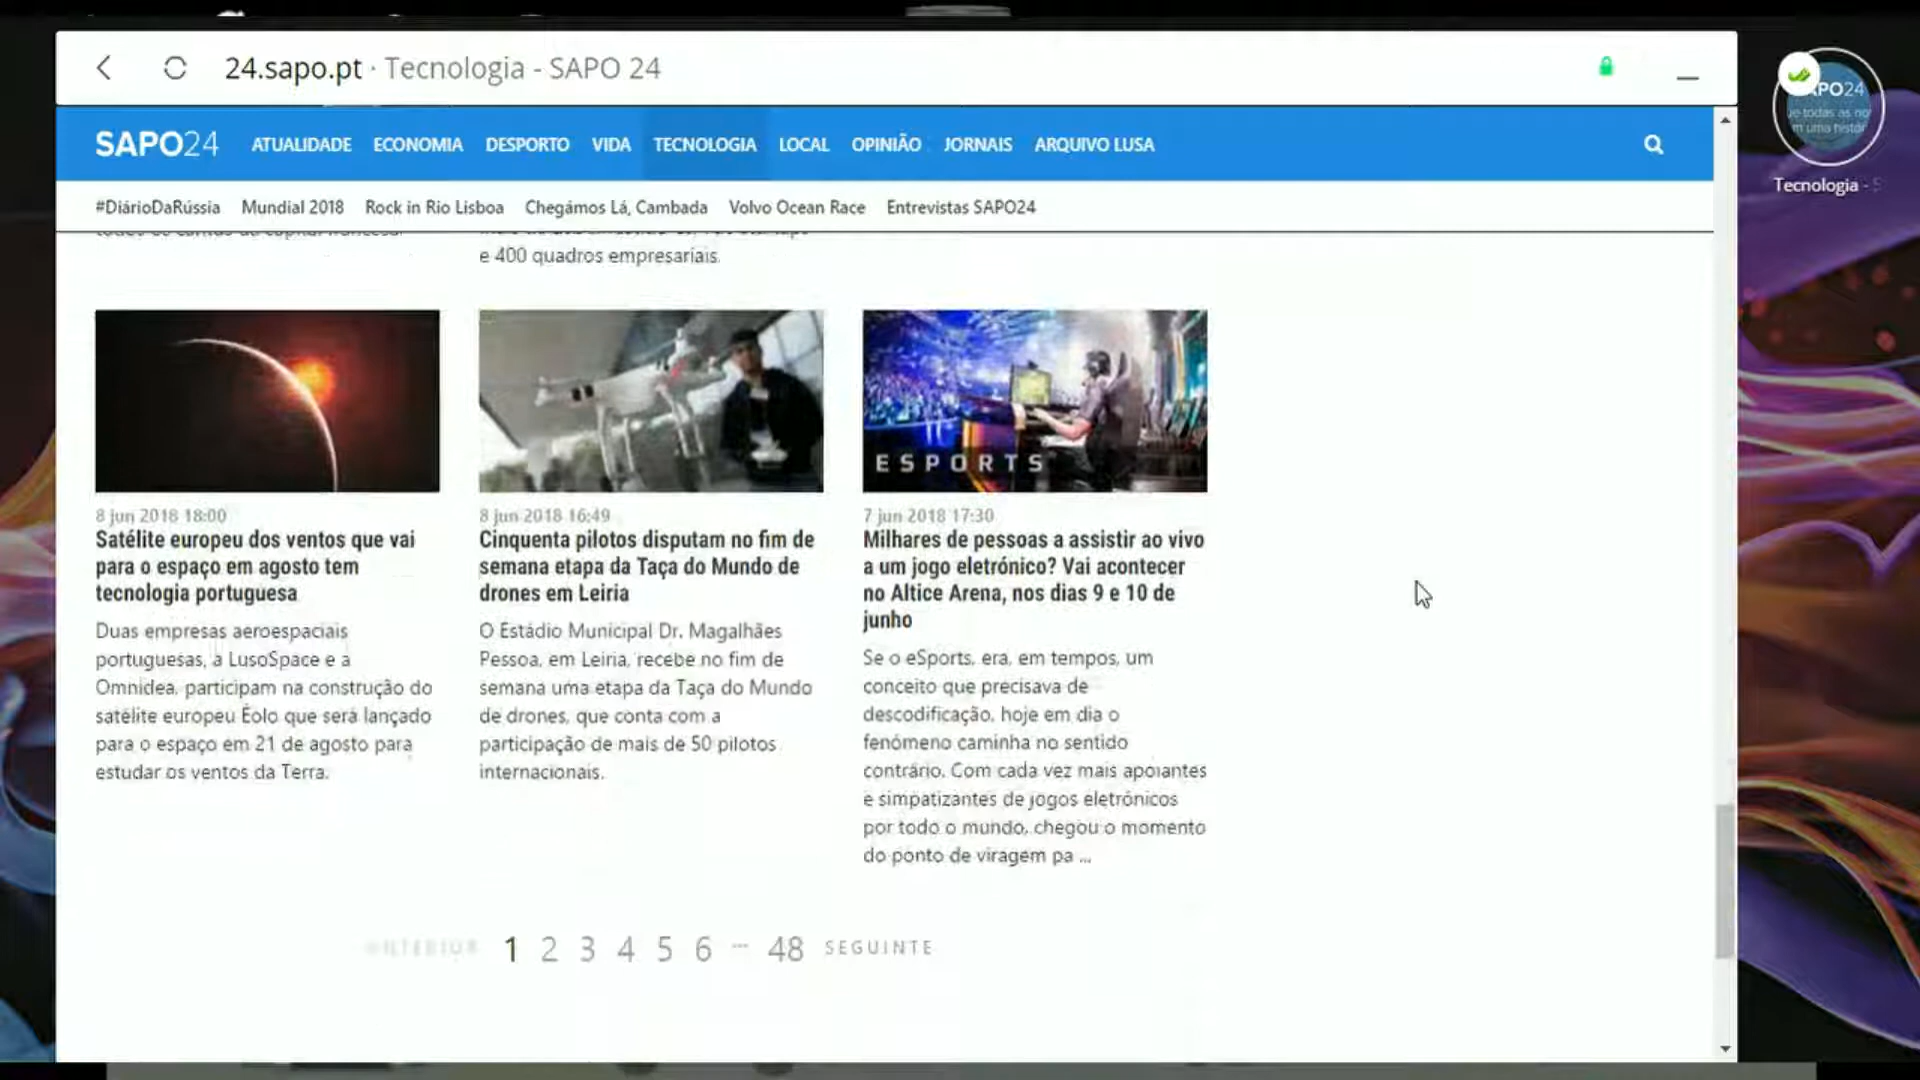 24.sapo.pt · Tecnologia - SAPO 24
SAPO24 ATUALIDADE ECONOMIA DESPORTO VIDA TECNOLOGIA LOCAL OPINIÃO JORNAIS ARQUIVO LUSA
#DiárioDaRússia Mundial 2018 Rock in Rio Lisboa Chegámos Lá, Cambada Volvo Ocean Race Entrevistas SAPO24
e 400 quadros empresariais.
8 jun 2018 18:00
Satélite europeu dos ventos que vai
para o espaço em agosto tem
tecnologia portuguesa
Duas empresas aeroespaciais
portuguesas, a LusoSpace e a
Omnidea, participam na construção do
satélite europeu Éolo que será lançado
para o espaço em 21 de agosto para
estudar os ventos da Terra.
8 jun 2018 16:49
Cinquenta pilotos disputam no fim de
semana etapa da Taça do Mundo de
drones em Leiria
O Estádio Municipal Dr. Magalhães
Pessoa, em Leiria, recebe no fim de
semana uma etapa da Taça do Mundo
de drones, que conta com a
participação de mais de 50 pilotos
internacionais.
ESPORTS
7 jun 2018 17:30
Milhares de pessoas a assistir ao vivo
a um jogo eletrónico? Vai acontecer
no Altice Arena, nos dias 9 e 10 de
junho
Se o eSports, era, em tempos, um
conceito que precisava de
descodificação, hoje em dia o
fenómeno caminha no sentido
contrário. Com cada vez mais apoiantes
e simpatizantes de jogos eletrónicos
por todo o mundo, chegou o momento
do ponto de viragem pa ...
ANTERIOR 1 2 3 4 5 6 ... 48 SEGUINTE
Tecnologia -